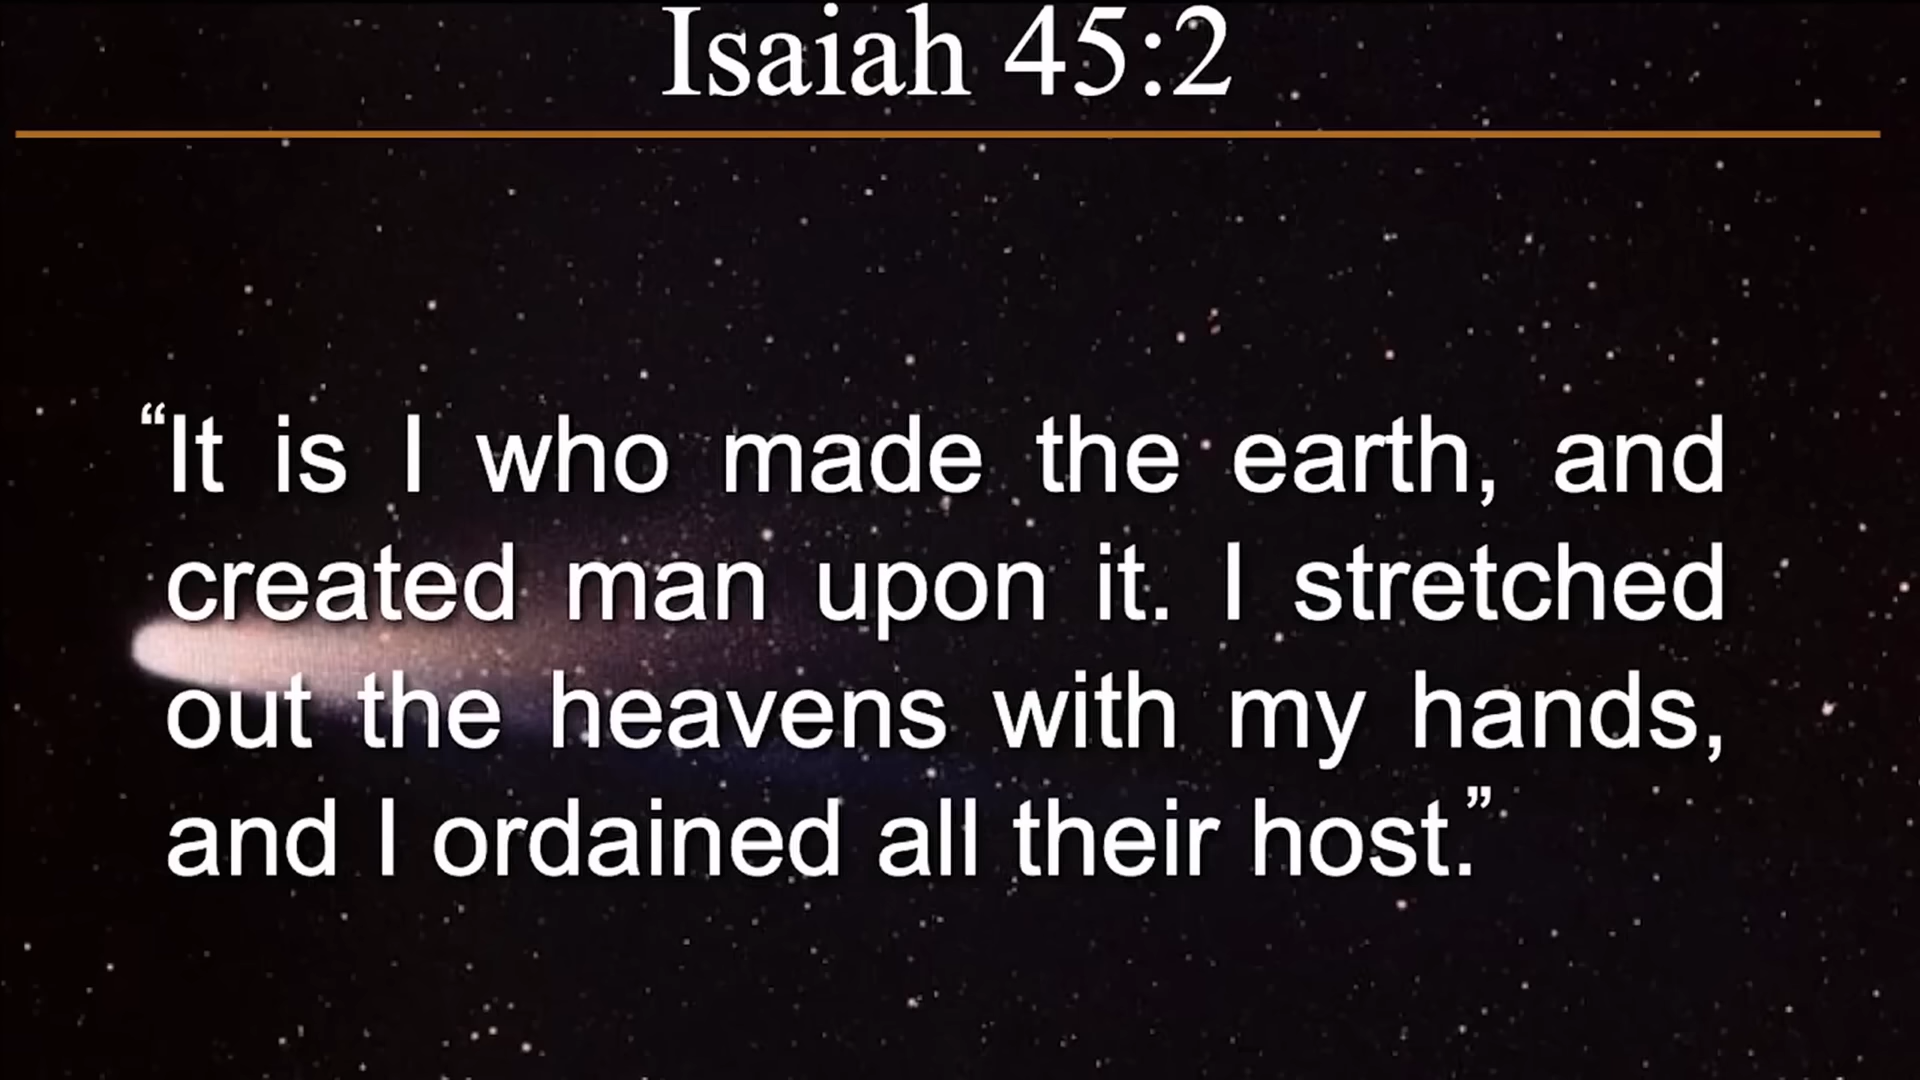 Isaiah 45:2
“It is I who made the earth, and
created man upon it. I stretched
out the heavens with my hands,
and I ordained all their host.”